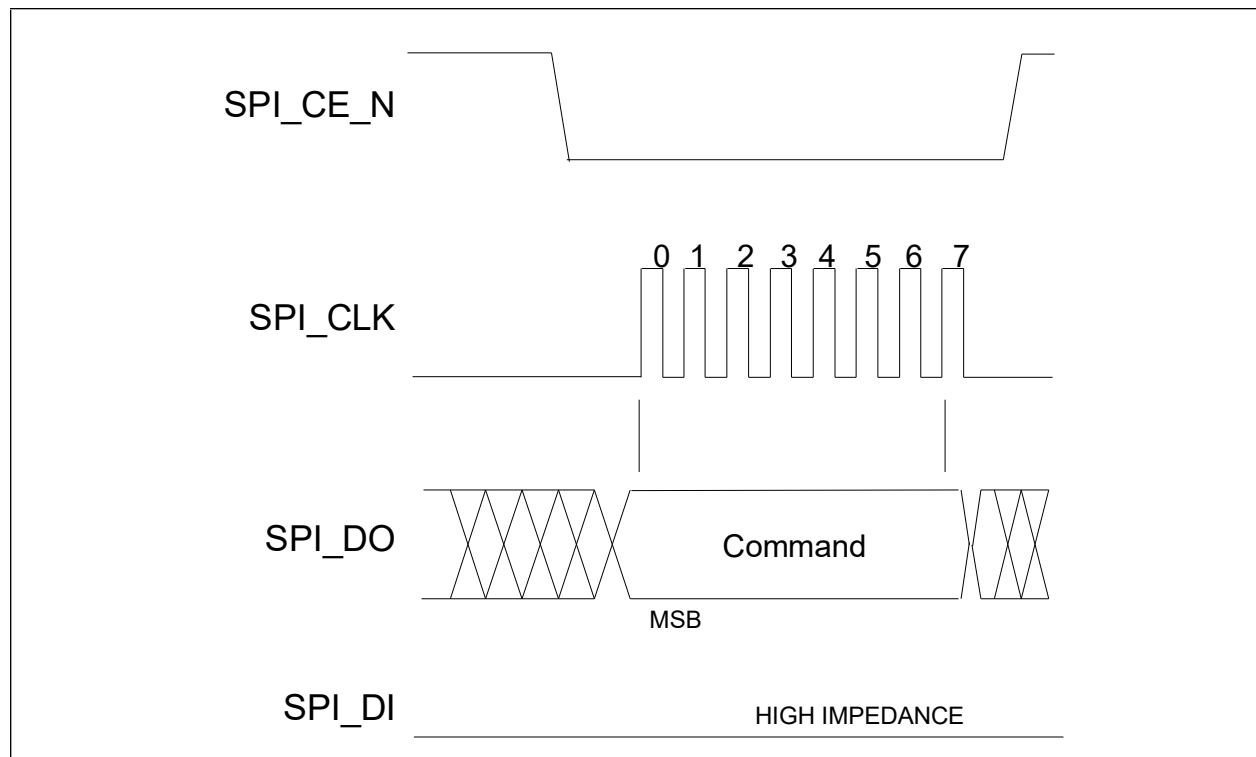 SPI_CE_N
0 1 2 3 4 5 6 7
SPI_CLK
SPI_DO
Command
MSB
SPI_DI
HIGH IMPEDANCE